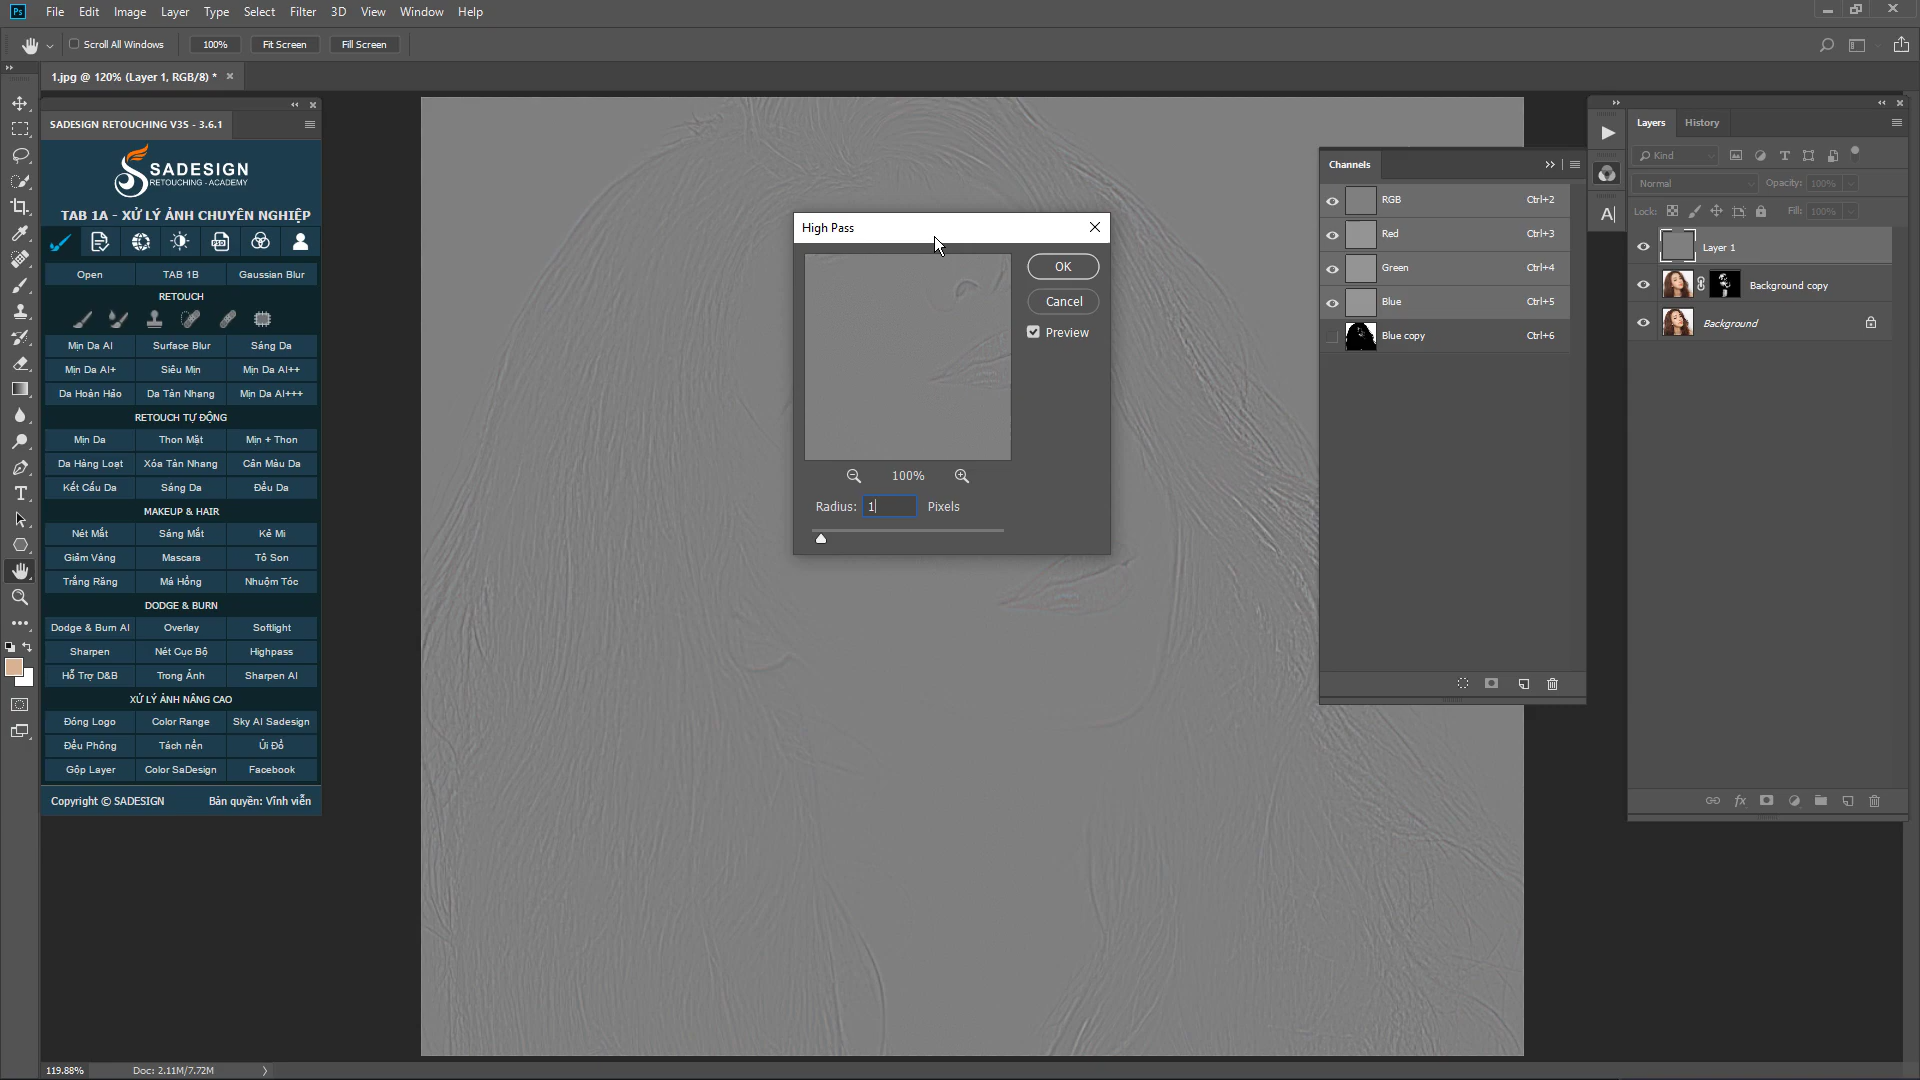 Ps File Edit Image Layer Type Select Filter 3D View Window Help
Scroll All Windows 100% Fit Screen Fill Screen
1.jpg @ 120% (Layer 1, RGB/8) *
SADESIGN RETOUCHING V3S - 3.6.1
SADESIGN
RETOUCHING - ACADEMY
TAB 1A - XỬ LÝ ẢNH CHUYÊN NGHIỆP
Open TAB 1B Gaussian Blur
RETOUCH
Mịn Da AI Surface Blur Sáng Da
Mịn Da AI+ Siêu Mịn Mịn Da AI++
Da Hoàn Hảo Da Tàn Nhang Mịn Da AI+++
RETOUCH TỰ ĐỘNG
Mịn Da Thon Mặt Mịn + Thon
Da Hàng Loạt Xóa Tàn Nhang Cân Màu Da
Kết Cấu Da Sáng Da Đều Da
MAKEUP & HAIR
Nét Mắt Sáng Mắt Kẻ Mi
Giảm Vàng Mascara Tô Son
Trắng Răng Má Hồng Nhuộm Tóc
DODGE & BURN
Dodge & Burn AI Overlay Softlight
Sharpen Nét Cục Bộ Highpass
Hỗ Trợ D&B Trong Ảnh Sharpen AI
XỬ LÝ ẢNH NÂNG CAO
Đóng Logo Color Range Sky AI Sadesign
Đều Phông Tách nền Ủi Đồ
Gộp Layer Color SaDesign Facebook
Copyright © SADESIGN Bản quyền: Vĩnh viễn
High Pass
OK
Cancel
Preview
100%
Radius: 1 Pixels
Channels
RGB Ctrl+2
Red Ctrl+3
Green Ctrl+4
Blue Ctrl+5
Blue copy Ctrl+6
Layers History
Kind
Normal Opacity: 100%
Lock: Fill: 100%
Layer 1
Background copy
Background
119.88% Doc: 2.11M/7.72M